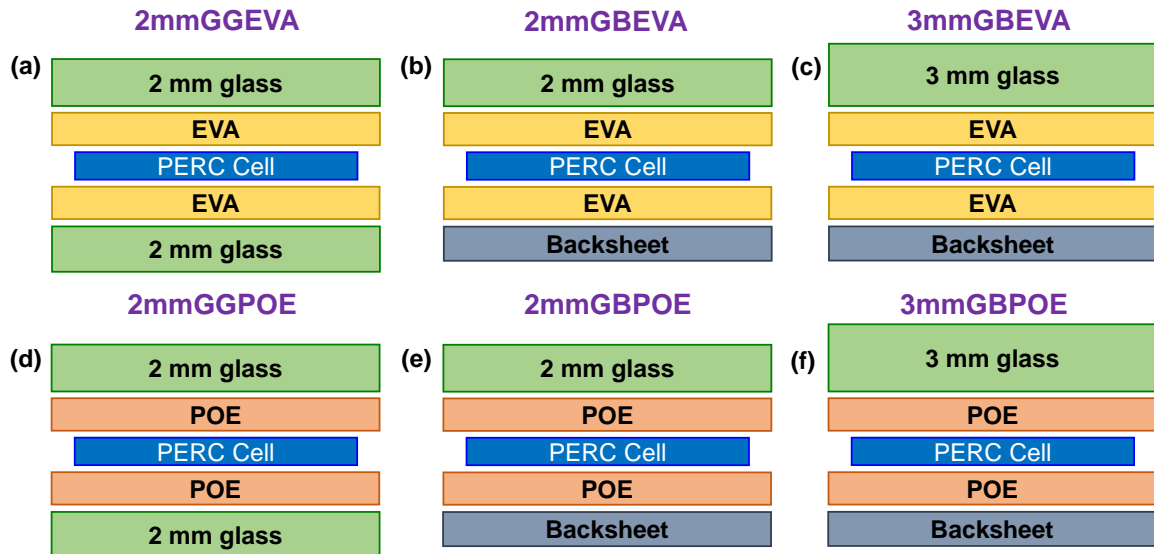 2mmGGEVA
(a)
2 mm glass
EVA
PERC Cell
EVA
2 mm glass
2mmGBEVA
(b)
2 mm glass
EVA
PERC Cell
EVA
Backsheet
3mmGBEVA
(c)
3 mm glass
EVA
PERC Cell
EVA
Backsheet
2mmGGPOE
(d)
2 mm glass
POE
PERC Cell
POE
2 mm glass
2mmGBPOE
(e)
2 mm glass
POE
PERC Cell
POE
Backsheet
3mmGBPOE
(f)
3 mm glass
POE
PERC Cell
POE
Backsheet